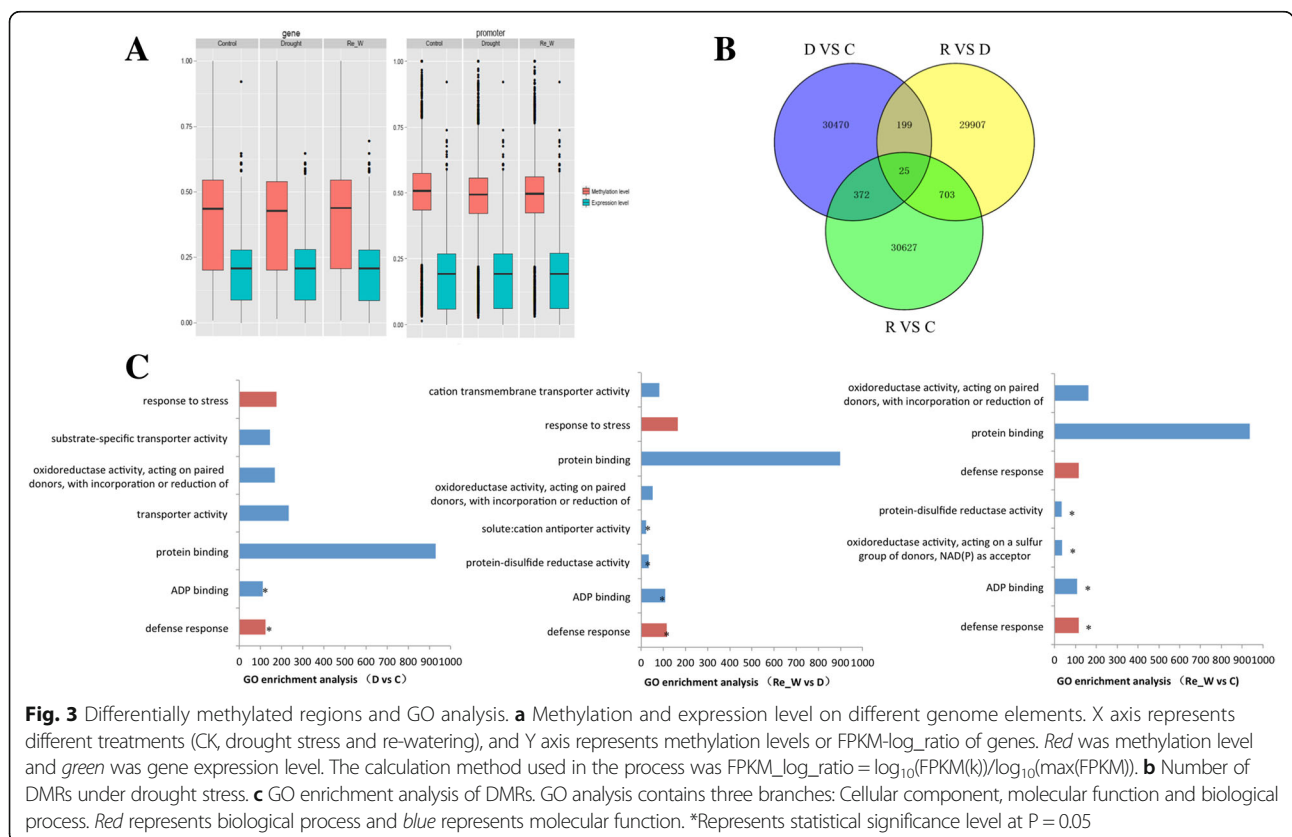 A
gene
Control Drought Re_W
1.00
0.75
0.50
0.25
0.00
promoter
Control Drought Re_W
1.00
0.75
0.50
0.25
0.00
Methylation level
Expression level
B
D VS C
R VS D
30470
199
29907
25
372
703
30627
R VS C
C
response to stress
substrate-specific transporter activity
oxidoreductase activity, acting on paired
donors, with incorporation or reduction of
transporter activity
protein binding
ADP binding
*
defense response
*
0 100 200 300 400 500 600 700 800 9001000
GO enrichment analysis （D vs C）
cation transmembrane transporter activity
response to stress
protein binding
oxidoreductase activity, acting on paired
donors, with incorporation or reduction of
solute:cation antiporter activity
*
protein-disulfide reductase activity
*
ADP binding
*
defense response
*
0 100 200 300 400 500 600 700 800 9001000
GO enrichment analysis （Re_W vs D）
oxidoreductase activity, acting on paired
donors, with incorporation or reduction of
protein binding
defense response
protein-disulfide reductase activity
*
oxidoreductase activity, acting on a sulfur
group of donors, NAD(P) as acceptor
*
ADP binding
*
defense response
*
0 100 200 300 400 500 600 700 800 9001000
GO enrichment analysis （Re_W vs C)
Fig. 3 Differentially methylated regions and GO analysis. a Methylation and expression level on different genome elements. X axis represents
different treatments (CK, drought stress and re-watering), and Y axis represents methylation levels or FPKM-log_ratio of genes. Red was methylation level
and green was gene expression level. The calculation method used in the process was FPKM_log_ratio = log10(FPKM(k))/log10(max(FPKM)). b Number of
DMRs under drought stress. c GO enrichment analysis of DMRs. GO analysis contains three branches: Cellular component, molecular function and biological
process. Red represents biological process and blue represents molecular function. *Represents statistical significance level at P = 0.05